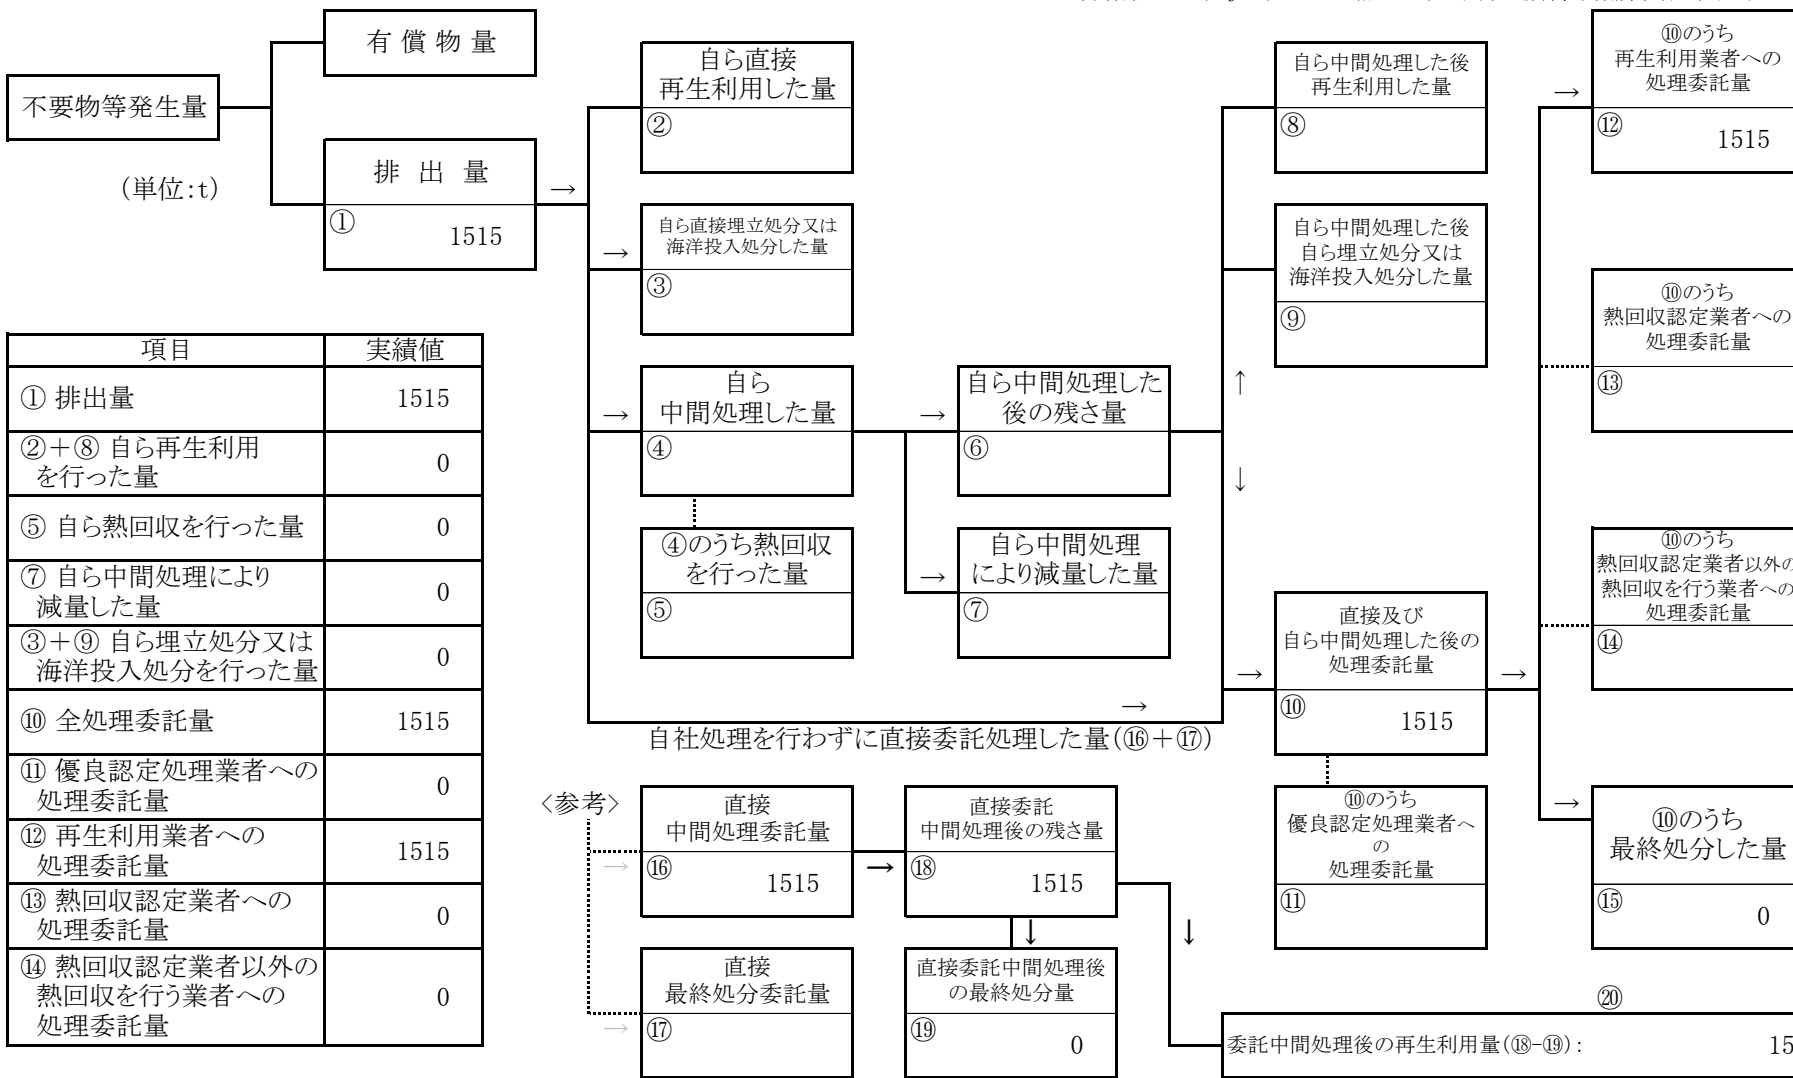 有 償 物 量
不要物等発生量
(単位:t)
排 出 量
①
1515
→
自ら直接
再生利用した量
②
→
自ら直接埋立処分又は
海洋投入処分した量
③
→
自ら
中間処理した量
④
④のうち熱回収
を行った量
⑤
→
自ら中間処理した
後の残さ量
⑥
→
自ら中間処理
により減量した量
⑦
↑
↓
自ら中間処理した後
再生利用した量
⑧
自ら中間処理した後
自ら埋立処分又は
海洋投入処分した量
⑨
→
自社処理を行わずに直接委託処理した量(⑯+⑰)
→
直接及び
自ら中間処理した後の
処理委託量
⑩
1515
→
⑩のうち
優良認定処理業者へ
の
処理委託量
⑪
→
⑩のうち
再生利用業者への
処理委託量
⑫
1515
⑩のうち
熱回収認定業者への
処理委託量
⑬
⑩のうち
熱回収認定業者以外の
熱回収を行う業者への
処理委託量
⑭
→
⑩のうち
最終処分した量
⑮
0
項目 実績値
① 排出量 1515
②+⑧ 自ら再生利用
を行った量 0
⑤ 自ら熱回収を行った量 0
⑦ 自ら中間処理により
減量した量 0
③+⑨ 自ら埋立処分又は
海洋投入処分を行った量 0
⑩ 全処理委託量 1515
⑪ 優良認定処理業者への
処理委託量 0
⑫ 再生利用業者への
処理委託量 1515
⑬ 熱回収認定業者への
処理委託量 0
⑭ 熱回収認定業者以外の
熱回収を行う業者への
処理委託量 0
〈参考〉
→
直接
中間処理委託量
⑯
1515
→
直接委託
中間処理後の残さ量
⑱
1515
↓
↓
→
直接
最終処分委託量
⑰
直接委託中間処理後
の最終処分量
⑲
0
⑳
委託中間処理後の再生利用量(⑱-⑲): 15